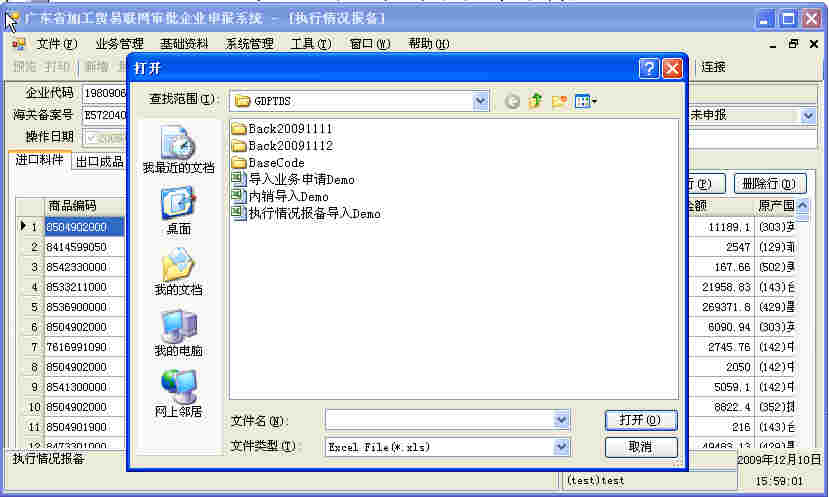 广东省加工贸易联网审批企业申报系统 - [执行情况报备]
文件(F) 业务管理 基础资料 系统管理 工具(T) 窗口(W) 帮助(H)
预览 打印 新增 连接
打开
企业代码 1980906
海关备案号 E572040 未申报
操作日期 2009
进口料件 出口成品
行(P) 删除行(D)
查找范围(I): GDPTDS
我最近的文档
桌面
我的文档
我的电脑
网上邻居
Back20091111
Back20091112
BaseCode
导入业务申请Demo
内销导入Demo
执行情况报备导入Demo
文件名(N): 打开(O)
文件类型(T): Excel File(*.xls) 取消
商品编码 金额 原产国
1 8504902000 11189.1 (303)英
2 8414599050 2547 (129)菲
3 8542330000 167.66 (502)美
4 8533211000 21958.83 (143)台
5 8536900000 269371.8 (429)墨
6 8504902000 6090.94 (303)英
7 7616991090 2745.76 (142)中
8 8504902000 2050 (142)中
9 8541300000 5059.1 (142)中
10 8504902000 8822.4 (352)
11 8504901900 216 (143)台
12 8473301000 49483.13 (429)墨
执行情况报备 2009年12月10日
(test)test 15:59:01